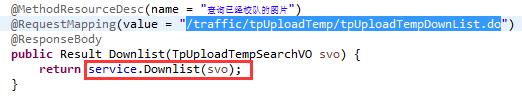 @MethodResourceDesc(name = "查询已经校队的图片")
@RequestMapping(value = "/traffic/tpUploadTemp/tpUploadTempDownList.do")
@ResponseBody
public Result Downlist(TpUploadTempSearchVO svo) {
return service.Downlist(svo);
}